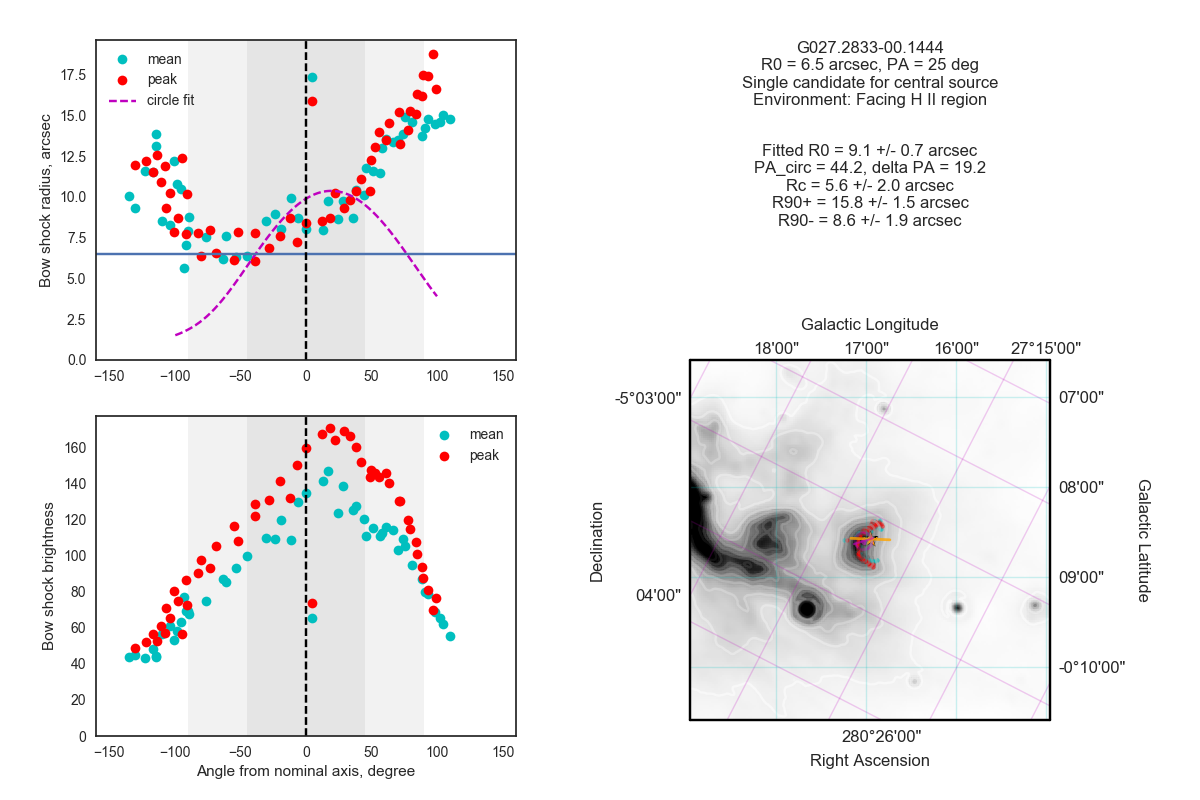 mean
peak
circle fit
Bow shock radius, arcsec
17.5
15.0
12.5
10.0
7.5
5.0
2.5
0.0
−150 −100 −50 0 50 100 150
mean
peak
Bow shock brightness
160
140
120
100
80
60
40
20
0
−150 −100 −50 0 50 100 150
Angle from nominal axis, degree
G027.2833-00.1444
R0 = 6.5 arcsec, PA = 25 deg
Single candidate for central source
Environment: Facing H II region
Fitted R0 = 9.1 +/- 0.7 arcsec
PA_circ = 44.2, delta PA = 19.2
Rc = 5.6 +/- 2.0 arcsec
R90+ = 15.8 +/- 1.5 arcsec
R90- = 8.6 +/- 1.9 arcsec
Galactic Longitude
18'00" 17'00" 16'00" 27°15'00"
-5°03'00"
04'00"
Declination
07'00"
08'00"
09'00"
-0°10'00"
Galactic Latitude
280°26'00"
Right Ascension